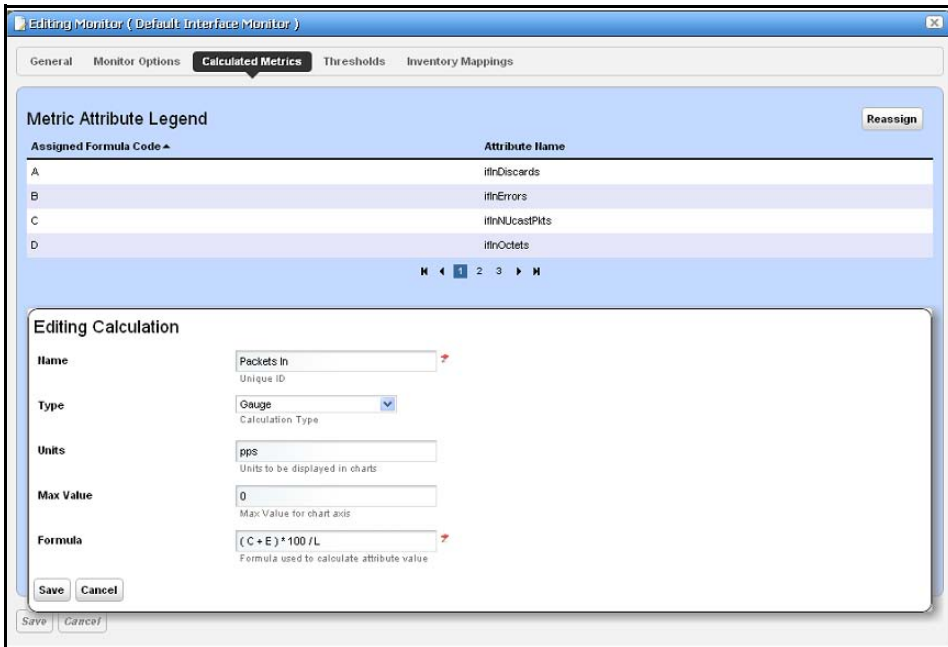 Editing Monitor ( Default Interface Monitor )
General Monitor Options Calculated Metrics Thresholds Inventory Mappings
Metric Attribute Legend Reassign
Assigned Formula Code Attribute Name
A ifInDiscards
B ifInErrors
C ifInNUcastPkts
D ifInOctets
1 2 3
Editing Calculation
Name Packets In
Unique ID
Type Gauge
Calculation Type
Units pps
Units to be displayed in charts
Max Value 0
Max Value for chart axis
Formula ( C + E ) * 100 / L
Formula used to calculate attribute value
Save Cancel
Save Cancel